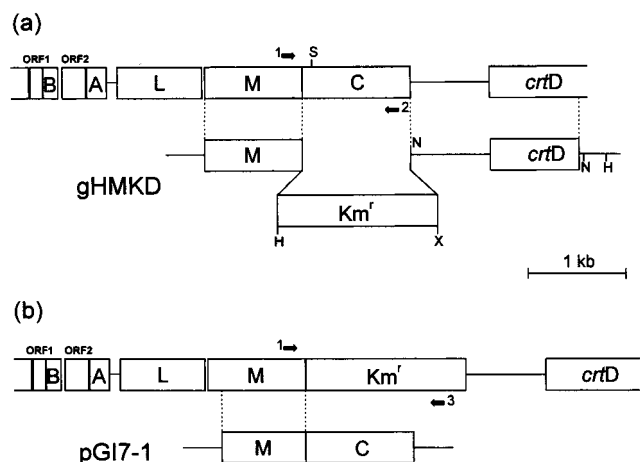 (a)
1 S
ORF1 ORF2
B A L M C crtD
2
M N crtD
N H
gHMKD
Km^r
H X
1 kb
(b)
1
ORF1 ORF2
B A L M Km^r crtD
3
M C
pGI7-1